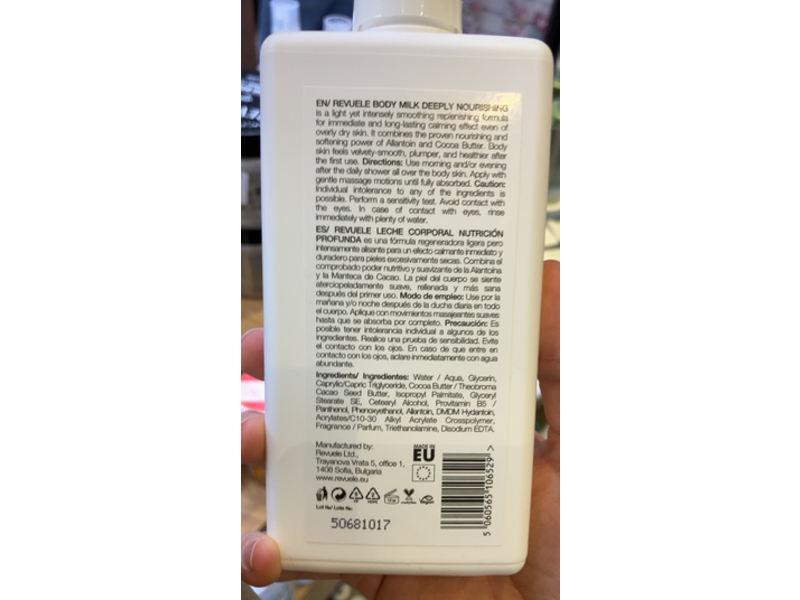 EN/ REVUELE BODY MILK DEEPLY NOURISHING
is a light yet intensely smoothing replenishing formula
for immediate and long-lasting calming effect even of
overly dry skin. It combines the proven nourishing and
softening power of Allantoin and Cocoa Butter. Body
skin feels velvety-smooth, plumper, and healthier after
the first use. Directions: Use morning and/or evening
after the daily shower all over the body skin. Apply with
gentle massage motions until fully absorbed. Caution:
Individual intolerance to any of the ingredients is
possible. Perform a sensitivity test. Avoid contact with
the eyes. In case of contact with eyes, rinse
immediately with plenty of water.
ES/ REVUELE LECHE CORPORAL NUTRICIÓN
PROFUNDA es una fórmula regeneradora ligera pero
intensamente alisante para un efecto calmante inmediato y
duradero para pieles excesivamente secas. Combina el
comprobado poder nutritivo y suavizante de la Alantoína
y la Manteca de Cacao. La piel del cuerpo se siente
aterciopeladamente suave, rellenada y más sana
después del primer uso. Modo de empleo: Use por la
mañana y/o noche después de la ducha diaria en todo
el cuerpo. Aplique con movimientos masajeantes suaves
hasta que se absorba por completo. Precaución: Es
posible tener intolerancia individual a algunos de los
ingredientes. Realice una prueba de sensibilidad. Evite
el contacto con los ojos. En caso de que entre en
contacto con los ojos, aclare inmediatamente con agua
abundante.
Ingredients/ Ingredientes: Water / Aqua, Glycerin,
Caprylic/Capric Triglyceride, Cocoa Butter / Theobroma
Cacao Seed Butter, Isopropyl Palmitate, Glyceryl
Stearate SE, Cetearyl Alcohol, Provitamin B5 /
Panthenol, Phenoxyethanol, Allantoin, DMDM Hydantoin,
Acrylates/C10-30 Alkyl Acrylate Crosspolymer,
Fragrance / Parfum, Triethanolamine, Disodium EDTA.
Manufactured by:
Revuele Ltd.,
Trayanova Vrata 5, office 1,
1408 Sofia, Bulgaria
www.revuele.eu
MADE IN
EU
Lot No/ Lote No:
50681017
5 060565 106529 >